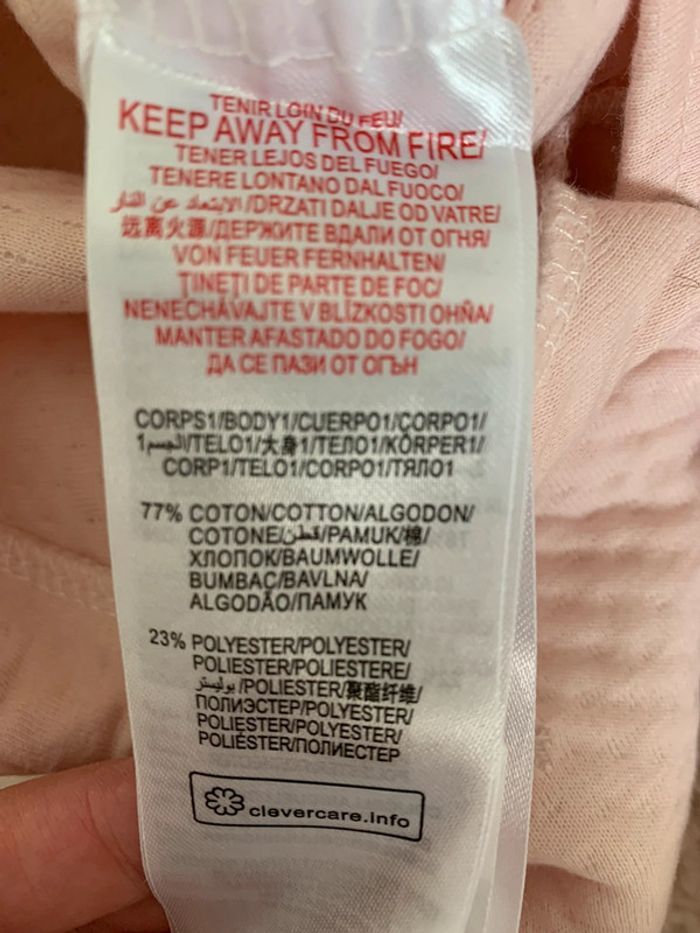 TENIR LOIN DU FEU/
KEEP AWAY FROM FIRE/
TENER LEJOS DEL FUEGO/
TENERE LONTANO DAL FUOCO/
الابتعاد عن النار/DRZATI DALJE OD VATRE/
远离火源/ДЕРЖИТЕ ВДАЛИ ОТ ОГНЯ/
VON FEUER FERNHALTEN/
ȚINEȚI DE PARTE DE FOC/
NENECHÁVAJTE V BLÍZKOSTI OHŇA/
MANTER AFASTADO DO FOGO/
ДА СЕ ПАЗИ ОТ ОГЪН
CORPS1/BODY1/CUERPO1/CORPO1/
الجسم1/TELO1/大身1/ТЕЛО1/KÖRPER1/
CORP1/TELO1/CORPO1/ТЯЛО1
77% COTON/COTTON/ALGODON/
COTONE/قطن/PAMUK/棉/
ХЛОПОК/BAUMWOLLE/
BUMBAC/BAVLNA/
ALGODÃO/ПАМУК
23% POLYESTER/POLYESTER/
POLIESTER/POLIESTERE/
بوليستر/POLIESTER/聚酯纤维/
ПОЛИЭСТЕР/POLYESTER/
POLIESTER/POLYESTER/
POLIÉSTER/ПОЛИЕСТЕР
clevercare.info